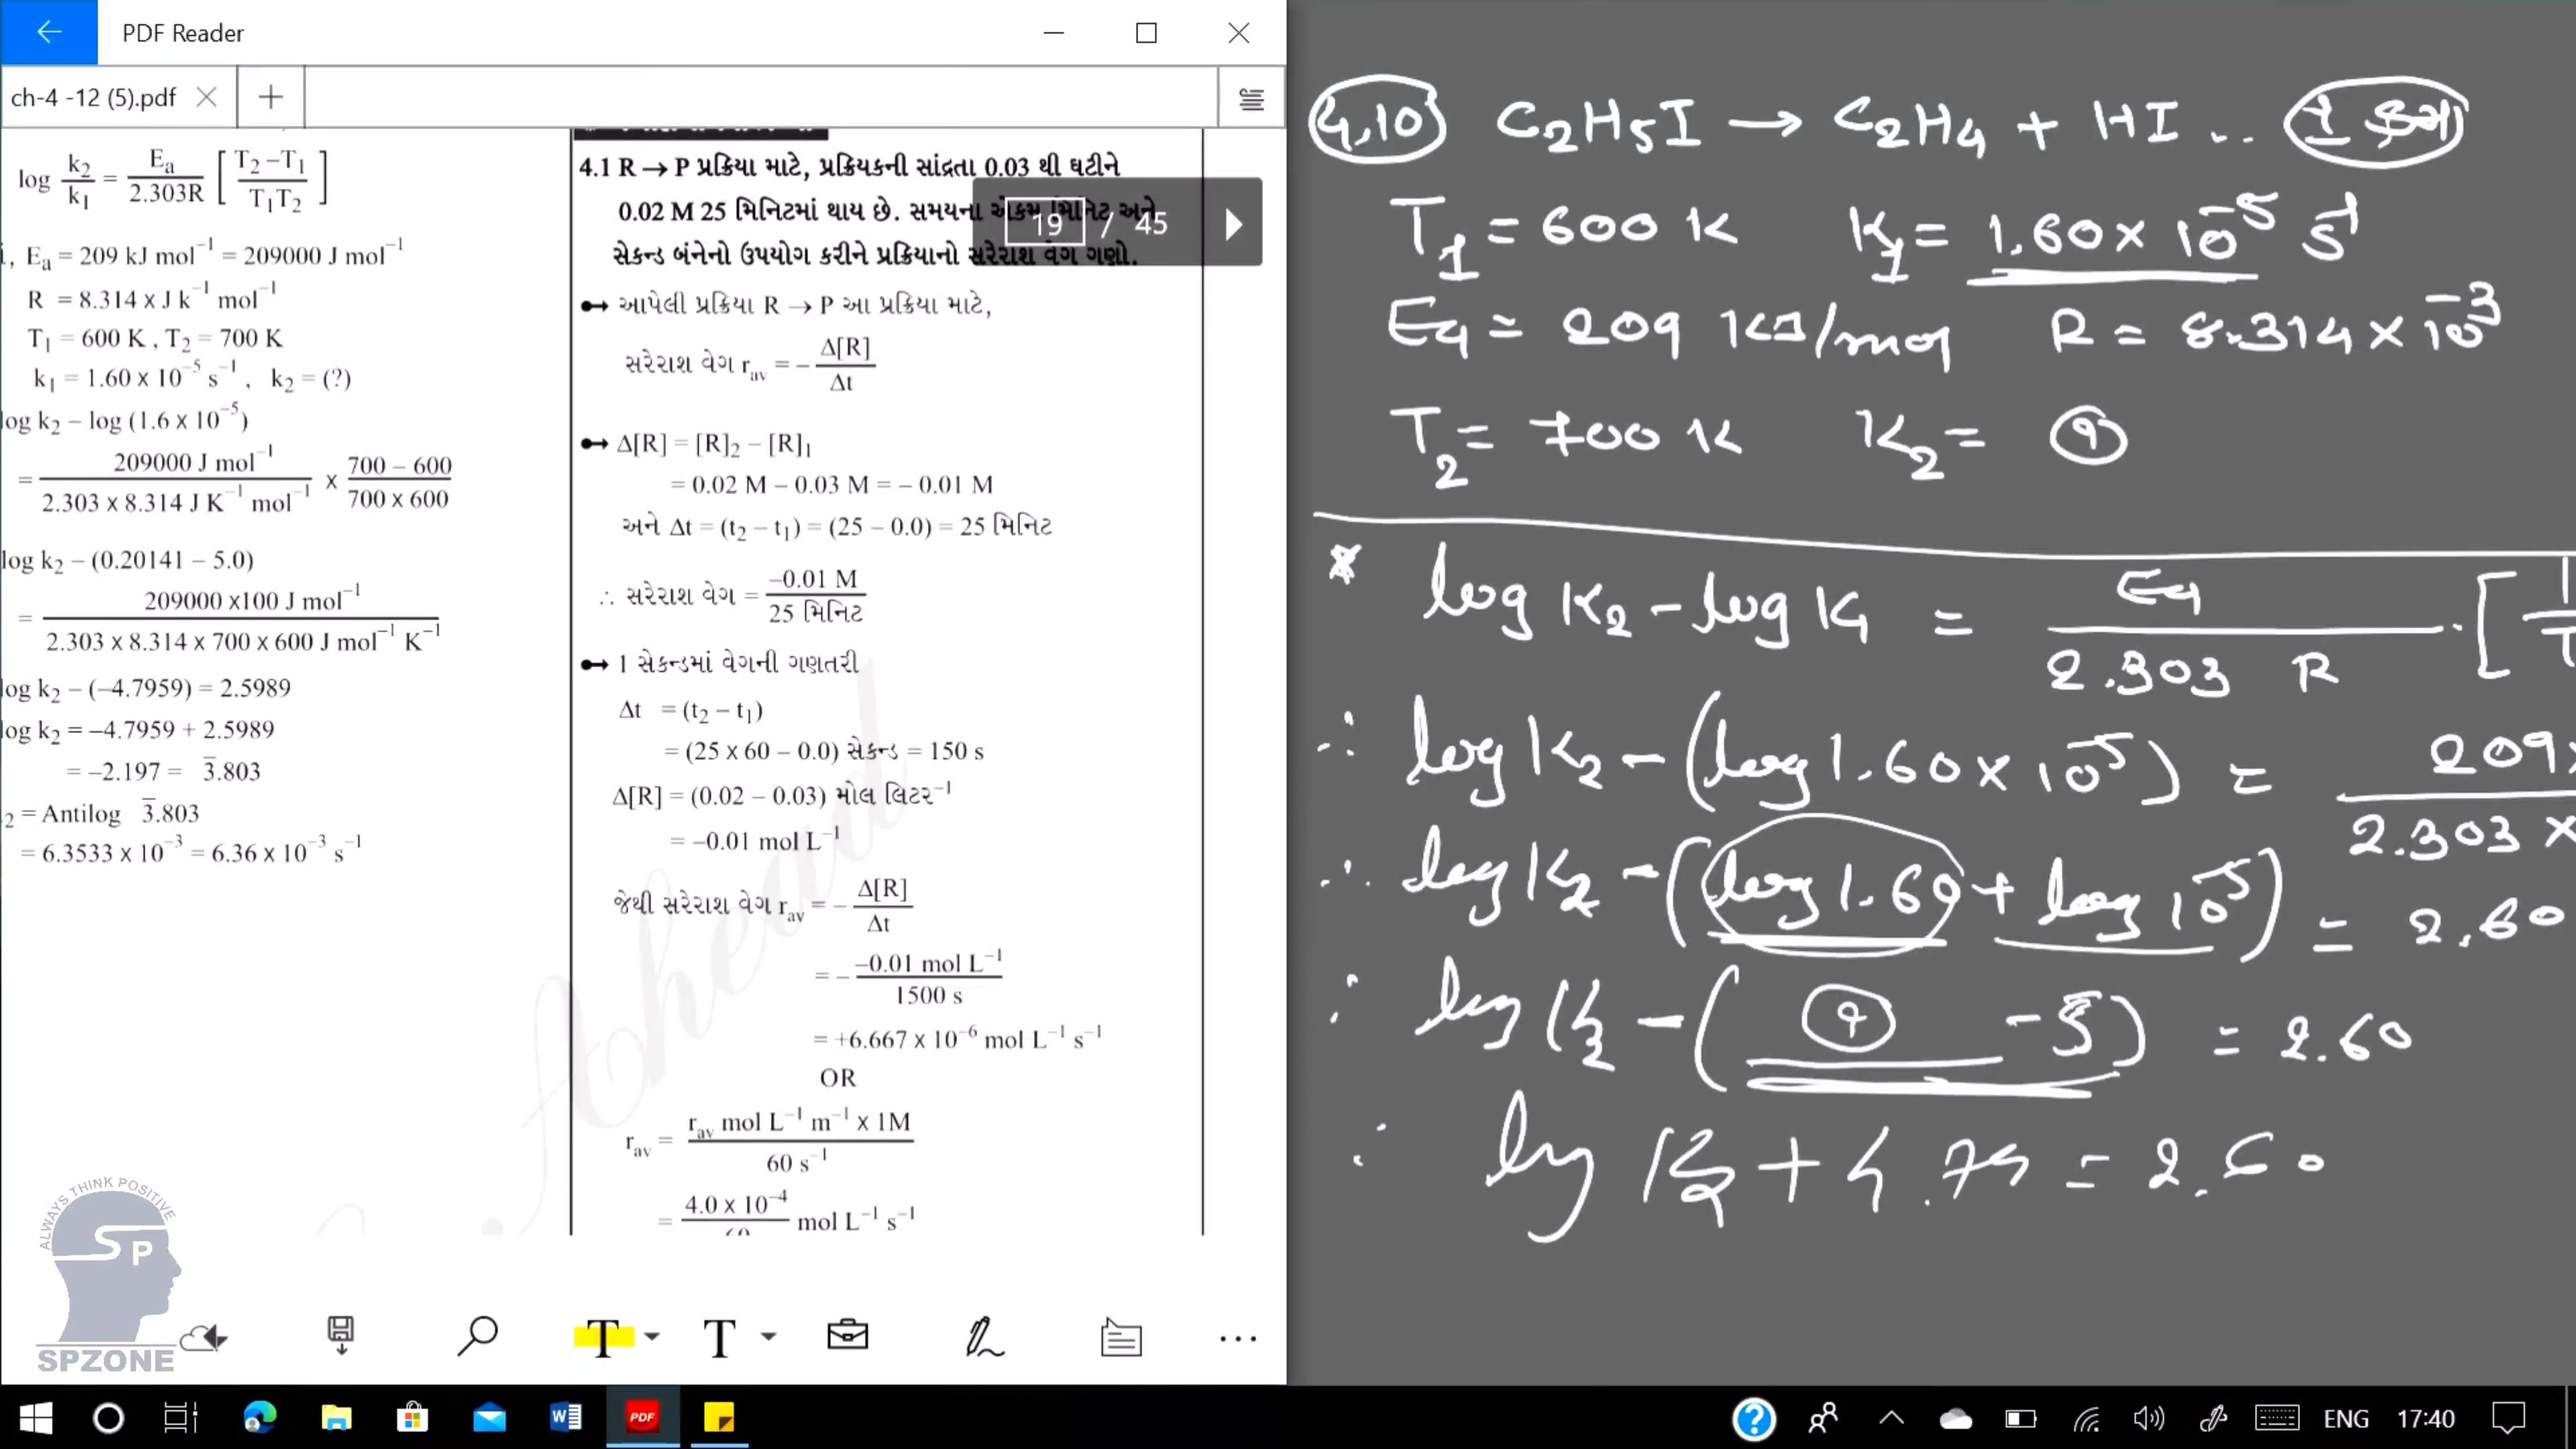 PDF Reader
ch-4 -12 (5).pdf
19 / 45
log k₂/k₁ = Eₐ/2.303R [T₂–T₁/T₁T₂]
, Eₐ = 209 kJ mol⁻¹ = 209000 J mol⁻¹
R = 8.314 x J k⁻¹ mol⁻¹
T₁ = 600 K , T₂ = 700 K
k₁ = 1.60 x 10⁻⁵ s⁻¹ , k₂ = (?)
log k₂ – log (1.6 x 10⁻⁵)
= 209000 J mol⁻¹ / 2.303 x 8.314 J K⁻¹ mol⁻¹ x 700 – 600 / 700 x 600
log k₂ – (0.20141 – 5.0)
= 209000 x100 J mol⁻¹ / 2.303 x 8.314 x 700 x 600 J mol⁻¹ K⁻¹
og k₂ – (–4.7959) = 2.5989
og k₂ = –4.7959 + 2.5989
= –2.197 = 3̅.803
₂ = Antilog 3̅.803
= 6.3533 x 10⁻³ = 6.36 x 10⁻³ s⁻¹
4.1 R → P પ્રક્રિયા માટે, પ્રક્રિયકની સાંદ્રતા 0.03 થી ઘટીને
0.02 M 25 મિનિટમાં થાય છે. સમયના એકમ મિનિટ અને
સેકન્ડ બંનેનો ઉપયોગ કરીને પ્રક્રિયાનો સરેરાશ વેગ ગણો.
આપેલી પ્રક્રિયા R → P આ પ્રક્રિયા માટે,
સરેરાશ વેગ rₐᵥ = – Δ[R]/Δt
Δ[R] = [R]₂ – [R]₁
= 0.02 M – 0.03 M = – 0.01 M
અને Δt = (t₂ – t₁) = (25 – 0.0) = 25 મિનિટ
∴ સરેરાશ વેગ = –0.01 M / 25 મિનિટ
1 સેકન્ડમાં વેગની ગણતરી
Δt = (t₂ – t₁)
= (25 x 60 – 0.0) સેકન્ડ = 150 s
Δ[R] = (0.02 – 0.03) મોલ લિટર⁻¹
= –0.01 mol L⁻¹
જેથી સરેરાશ વેગ rₐᵥ = – Δ[R]/Δt
= – –0.01 mol L⁻¹ / 1500 s
= +6.667 x 10⁻⁶ mol L⁻¹ s⁻¹
OR
rₐᵥ = rₐᵥ mol L⁻¹ m⁻¹ x 1M / 60 s⁻¹
= 4.0 x 10⁻⁴ / 60 mol L⁻¹ s⁻¹
Ahead
ALWAYS THINK POSITIVE
SP
SPZONE
4.10 C₂H₅I → C₂H₄ + HI ..
T₁ = 600 K K₁ = 1.60 × 10⁻⁵ s⁻¹
Ea = 209 KJ/mol R = 8.314 × 10⁻³
T₂ = 700 K K₂ = ?
* log K₂ – log K₁ = Ea / 2.303 R . [ 1/T
∴ log K₂ – (log 1.60 × 10⁻⁵) = 209 × / 2.303 ×
∴ log K₂ – (log 1.60 + log 10⁻⁵) = 2.60
∴ log K₂ – ( ? – 5) = 2.60
∴ log K₂ + 4.79 = 2.60
ENG 17:40